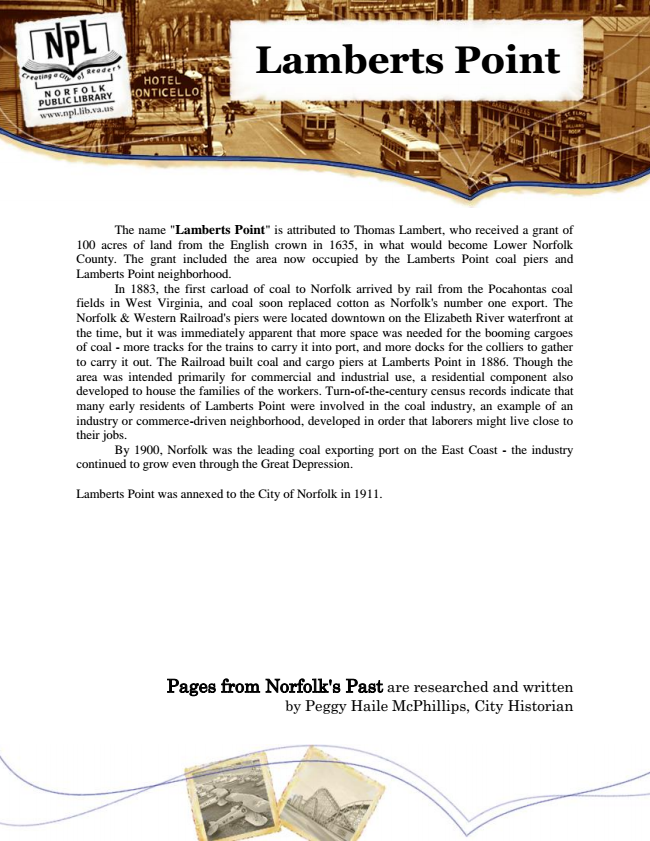 NPL
Creating a City of Readers
NORFOLK
PUBLIC LIBRARY
www.npl.lib.va.us
HOTEL
MONTICELLO
Lamberts Point
The name "Lamberts Point" is attributed to Thomas Lambert, who received a grant of
100 acres of land from the English crown in 1635, in what would become Lower Norfolk
County. The grant included the area now occupied by the Lamberts Point coal piers and
Lamberts Point neighborhood.
In 1883, the first carload of coal to Norfolk arrived by rail from the Pocahontas coal
fields in West Virginia, and coal soon replaced cotton as Norfolk's number one export. The
Norfolk & Western Railroad's piers were located downtown on the Elizabeth River waterfront at
the time, but it was immediately apparent that more space was needed for the booming cargoes
of coal - more tracks for the trains to carry it into port, and more docks for the colliers to gather
to carry it out. The Railroad built coal and cargo piers at Lamberts Point in 1886. Though the
area was intended primarily for commercial and industrial use, a residential component also
developed to house the families of the workers. Turn-of-the-century census records indicate that
many early residents of Lamberts Point were involved in the coal industry, an example of an
industry or commerce-driven neighborhood, developed in order that laborers might live close to
their jobs.
By 1900, Norfolk was the leading coal exporting port on the East Coast - the industry
continued to grow even through the Great Depression.
Lamberts Point was annexed to the City of Norfolk in 1911.
Pages from Norfolk's Past are researched and written
by Peggy Haile McPhillips, City Historian